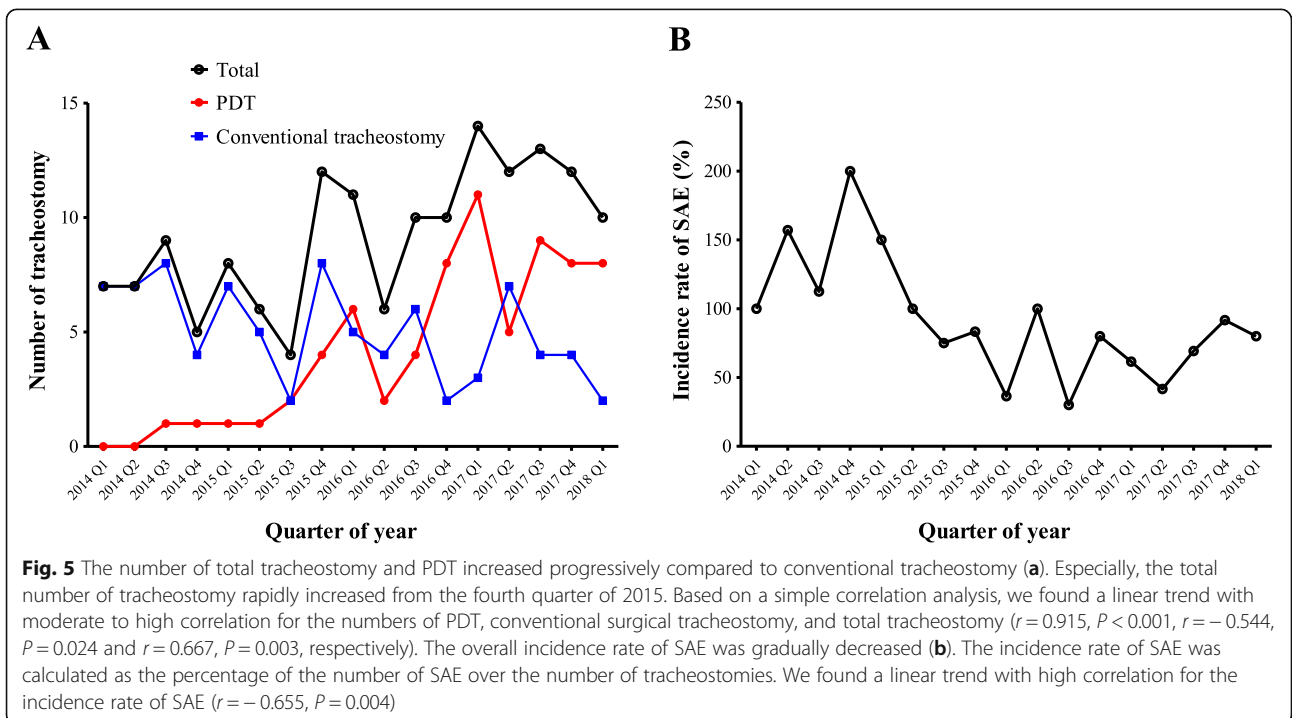 A
Total
PDT
Conventional tracheostomy
15
10
5
0
Number of tracheostomy
2014 Q1
2014 Q2
2014 Q3
2014 Q4
2015 Q1
2015 Q2
2015 Q3
2015 Q4
2016 Q1
2016 Q2
2016 Q3
2016 Q4
2017 Q1
2017 Q2
2017 Q3
2017 Q4
2018 Q1
Quarter of year
B
250
200
150
100
50
0
Incidence rate of SAE (%)
2014 Q1
2014 Q2
2014 Q3
2014 Q4
2015 Q1
2015 Q2
2015 Q3
2015 Q4
2016 Q1
2016 Q2
2016 Q3
2016 Q4
2017 Q1
2017 Q2
2017 Q3
2017 Q4
2018 Q1
Quarter of year
Fig. 5 The number of total tracheostomy and PDT increased progressively compared to conventional tracheostomy (a). Especially, the total
number of tracheostomy rapidly increased from the fourth quarter of 2015. Based on a simple correlation analysis, we found a linear trend with
moderate to high correlation for the numbers of PDT, conventional surgical tracheostomy, and total tracheostomy (r = 0.915, P < 0.001, r = − 0.544,
P = 0.024 and r = 0.667, P = 0.003, respectively). The overall incidence rate of SAE was gradually decreased (b). The incidence rate of SAE was
calculated as the percentage of the number of SAE over the number of tracheostomies. We found a linear trend with high correlation for the
incidence rate of SAE (r = − 0.655, P = 0.004)